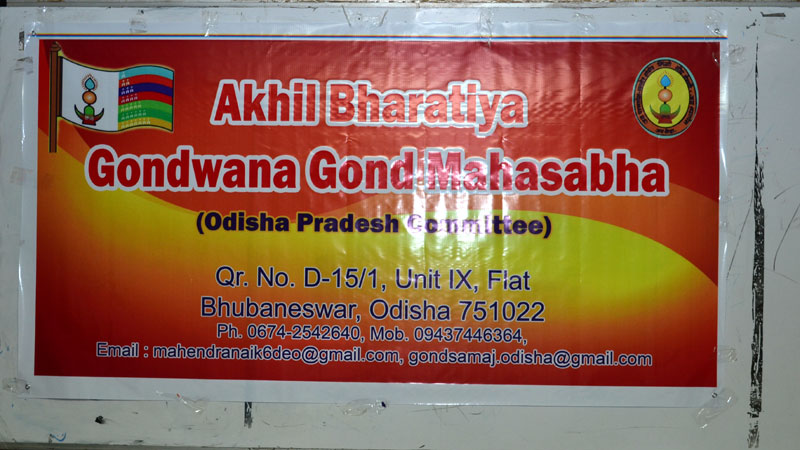 Akhil Bharatiya
Gondwana Gond Mahasabha
(Odisha Pradesh Committee)
Qr. No. D-15/1, Unit IX, Flat
Bhubaneswar, Odisha 751022
Ph. 0674-2542640, Mob. 09437446364,
Email : mahendranaik6deo@gmail.com, gondsamaj.odisha@gmail.com